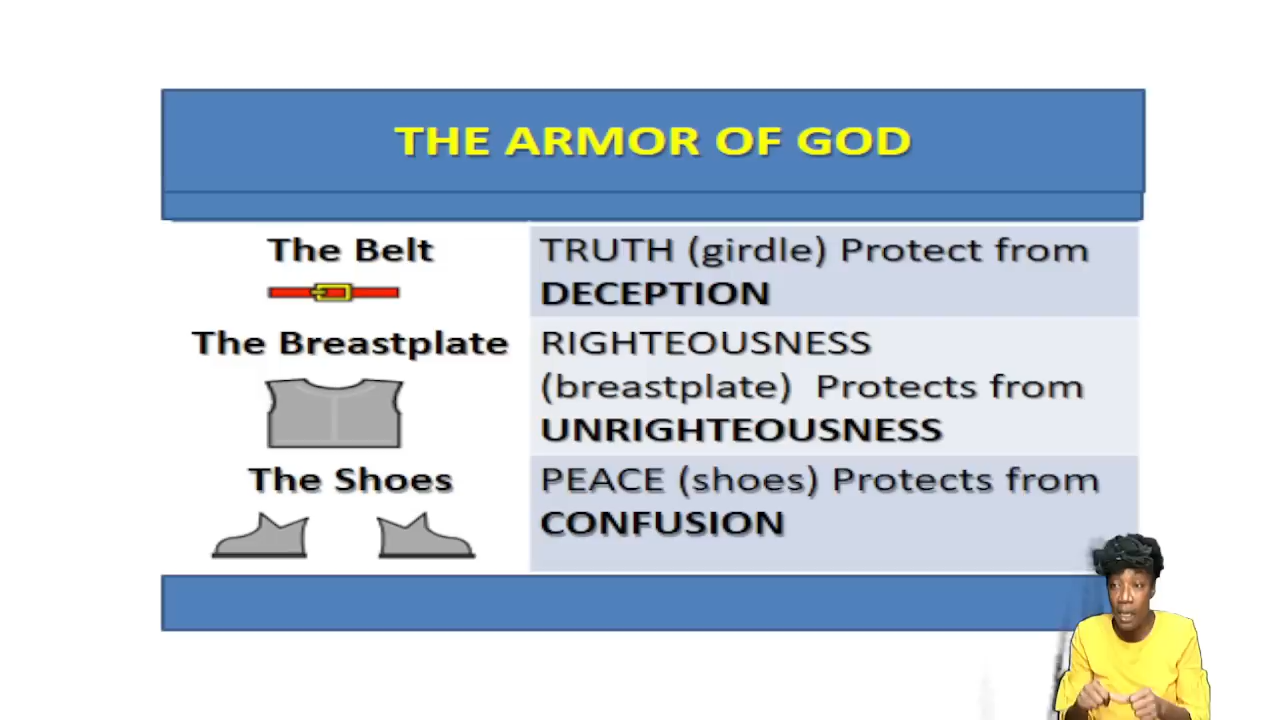 THE ARMOR OF GOD
The Belt
TRUTH (girdle) Protect from
DECEPTION
The Breastplate
RIGHTEOUSNESS
(breastplate) Protects from
UNRIGHTEOUSNESS
The Shoes
PEACE (shoes) Protects from
CONFUSION